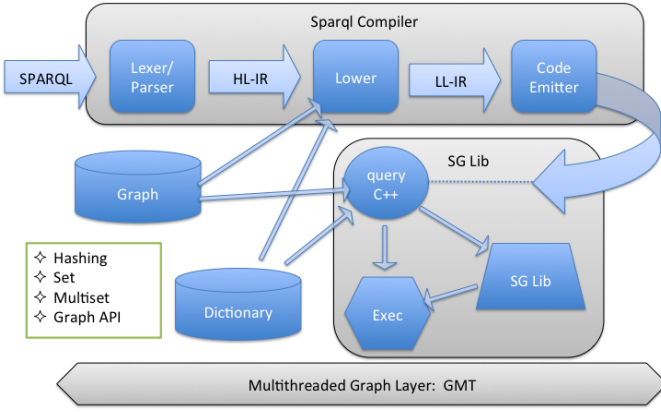 Sparql Compiler
SPARQL
Lexer/
Parser
HL-IR
Lower
LL-IR
Code
Emitter
Graph
query
C++
SG Lib
✧ Hashing
✧ Set
✧ Multiset
✧ Graph API
Dictionary
Exec
SG Lib
Multithreaded Graph Layer: GMT